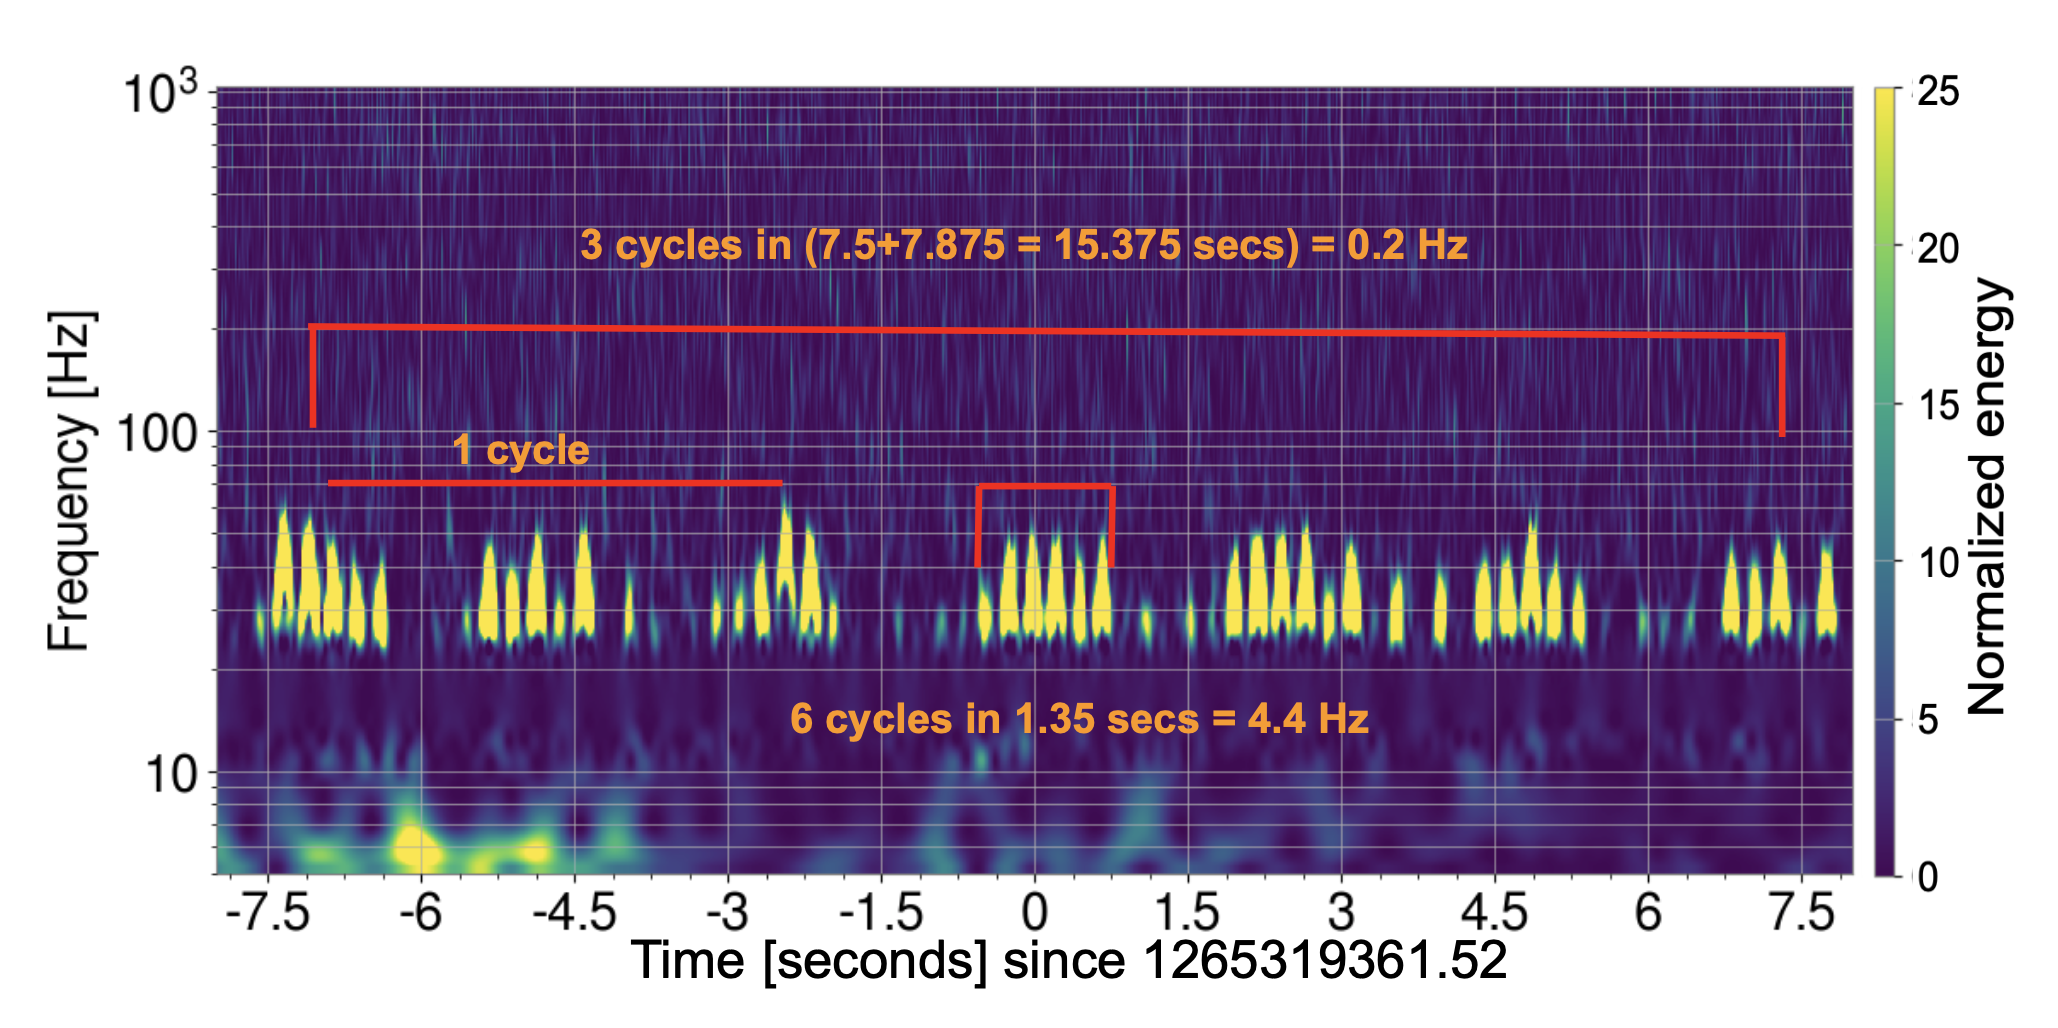 10³
100
10
Frequency [Hz]
3 cycles in (7.5+7.875 = 15.375 secs) = 0.2 Hz
1 cycle
6 cycles in 1.35 secs = 4.4 Hz
-7.5 -6 -4.5 -3 -1.5 0 1.5 3 4.5 6 7.5
Time [seconds] since 1265319361.52
25
20
15
10
5
0
Normalized energy